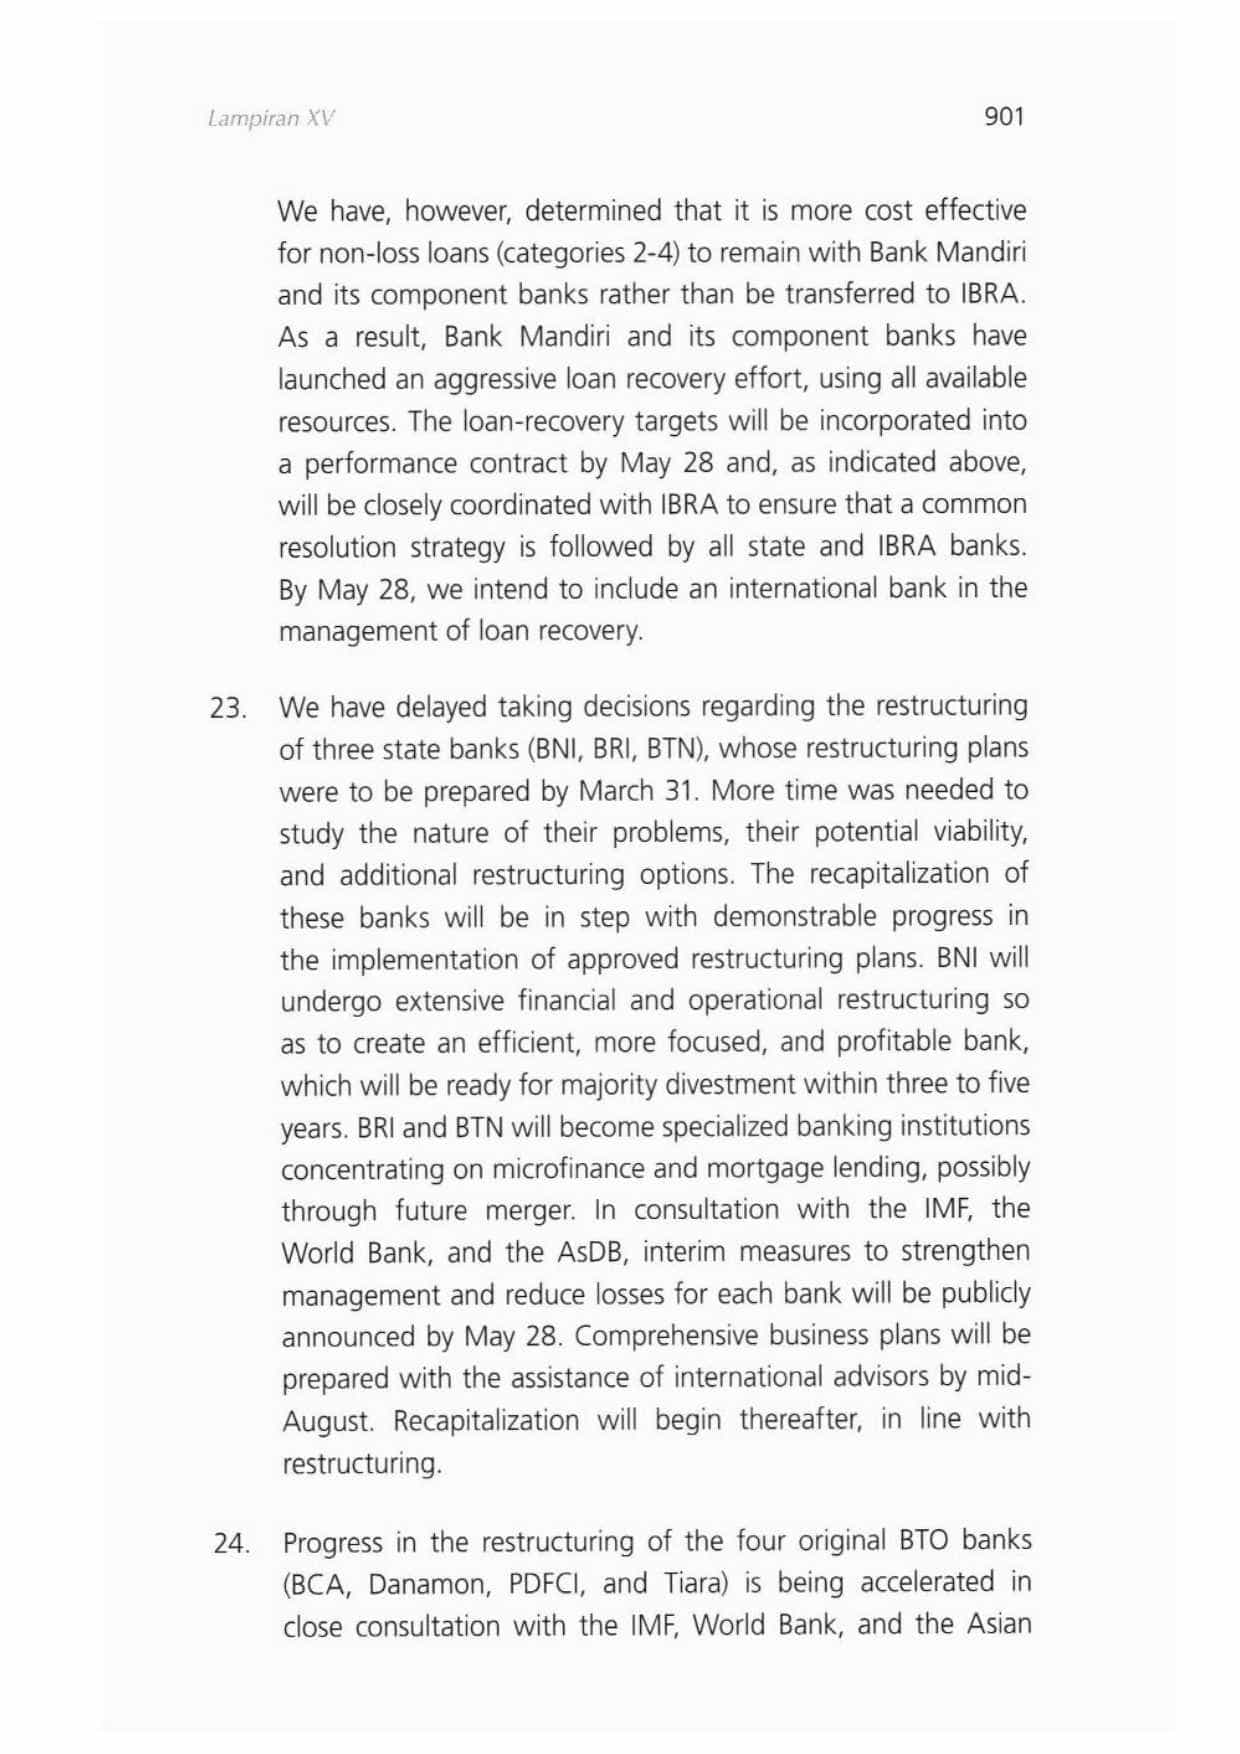 Lampiran XV 901
We have, however, determined that it is more cost effective
for non-loss loans (categories 2-4) to remain with Bank Mandiri
and its component banks rather than be transferred to IBRA.
As a result, Bank Mandiri and its component banks have
launched an aggressive loan recovery effort, using all available
resources. The loan-recovery targets will be incorporated into
a performance contract by May 28 and, as indicated above,
will be closely coordinated with IBRA to ensure that a common
resolution strategy is followed by all state and IBRA banks.
By May 28, we intend to include an international bank in the
management of loan recovery.
23. We have delayed taking decisions regarding the restructuring
of three state banks (BNI, BRI, BTN), whose restructuring plans
were to be prepared by March 31. More time was needed to
study the nature of their problems, their potential viability,
and additional restructuring options. The recapitalization of
these banks will be in step with demonstrable progress in
the implementation of approved restructuring plans. BNI will
undergo extensive financial and operational restructuring so
as to create an efficient, more focused, and profitable bank,
which will be ready for majority divestment within three to five
years. BRI and BTN will become specialized banking institutions
concentrating on microfinance and mortgage lending, possibly
through future merger. In consultation with the IMF, the
World Bank, and the AsDB, interim measures to strengthen
management and reduce losses for each bank will be publicly
announced by May 28. Comprehensive business plans will be
prepared with the assistance of international advisors by mid-
August. Recapitalization will begin thereafter, in line with
restructuring.
24. Progress in the restructuring of the four original BTO banks
(BCA, Danamon, PDFCI, and Tiara) is being accelerated in
close consultation with the IMF, World Bank, and the Asian